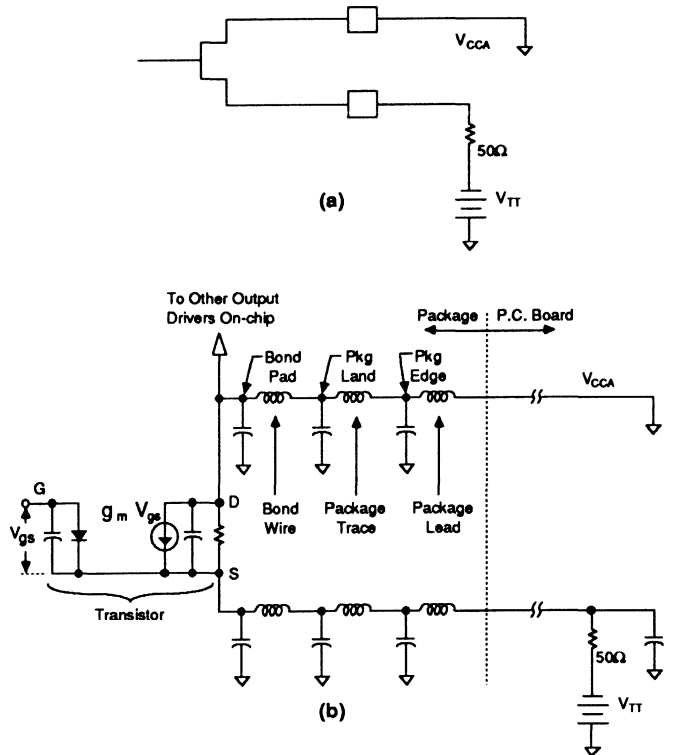 V_CCA
50Ω
V_TT
(a)
To Other Output
Drivers On-chip
Package P.C. Board
Bond
Pad
Pkg
Land
Pkg
Edge
V_CCA
G
V_gs
g_m V_gs
D
S
Bond
Wire
Package
Trace
Package
Lead
Transistor
50Ω
V_TT
(b)